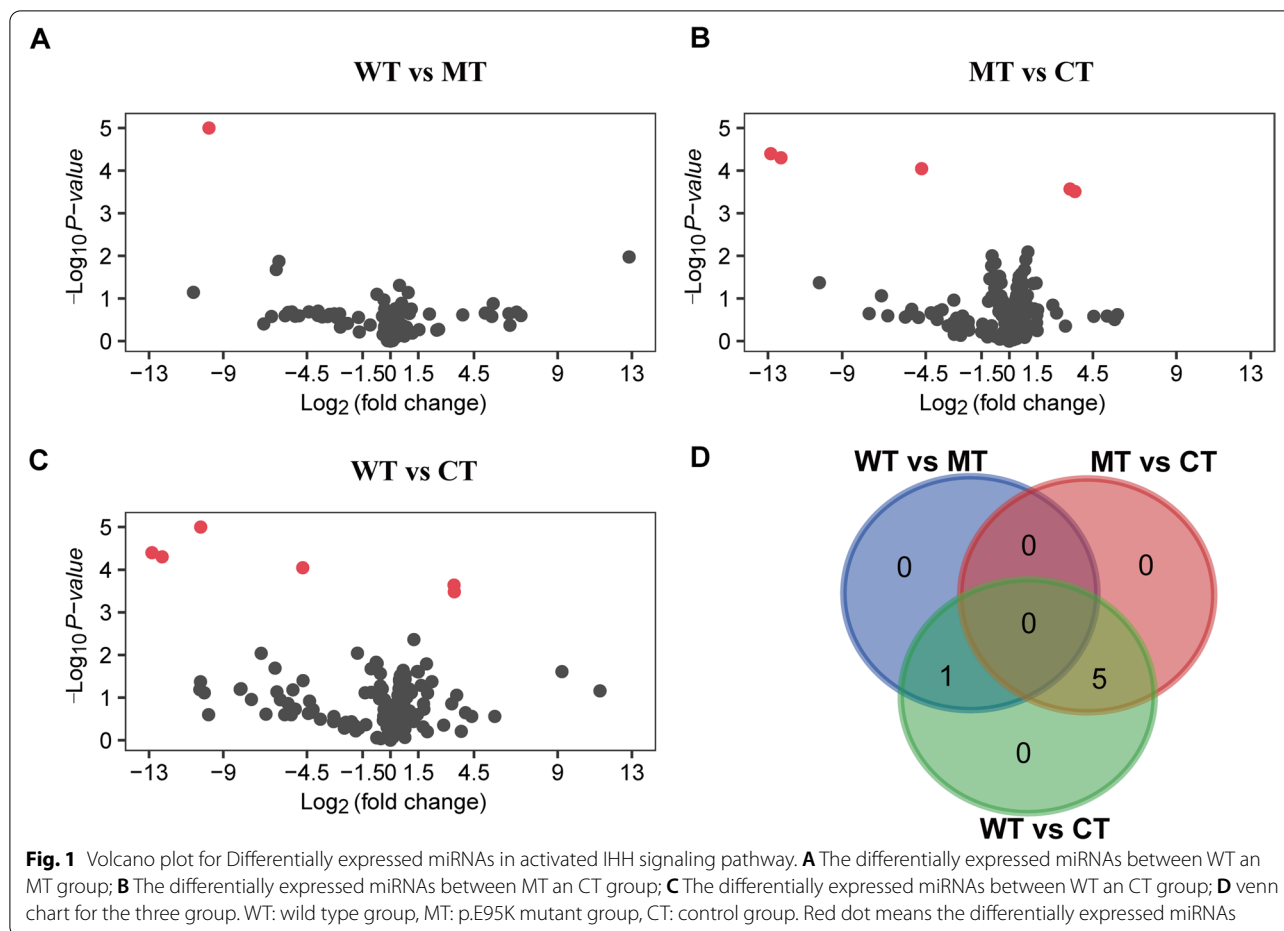 A
WT vs MT
−Log10 P−value
5
4
3
2
1
0
−13 −9 −4.5 −1.50 1.5 4.5 9 13
Log2 (fold change)
B
MT vs CT
−Log10 P−value
5
4
3
2
1
0
−13 −9 −4.5 −1.50 1.5 4.5 9 13
Log2 (fold change)
C
WT vs CT
−Log10 P−value
5
4
3
2
1
0
−13 −9 −4.5 −1.50 1.5 4.5 9 13
Log2 (fold change)
D
WT vs MT MT vs CT
0
0 0
0
1 5
0
WT vs CT
Fig. 1 Volcano plot for Differentially expressed miRNAs in activated IHH signaling pathway. A The differentially expressed miRNAs between WT an
MT group; B The differentially expressed miRNAs between MT an CT group; C The differentially expressed miRNAs between WT an CT group; D venn
chart for the three group. WT: wild type group, MT: p.E95K mutant group, CT: control group. Red dot means the differentially expressed miRNAs